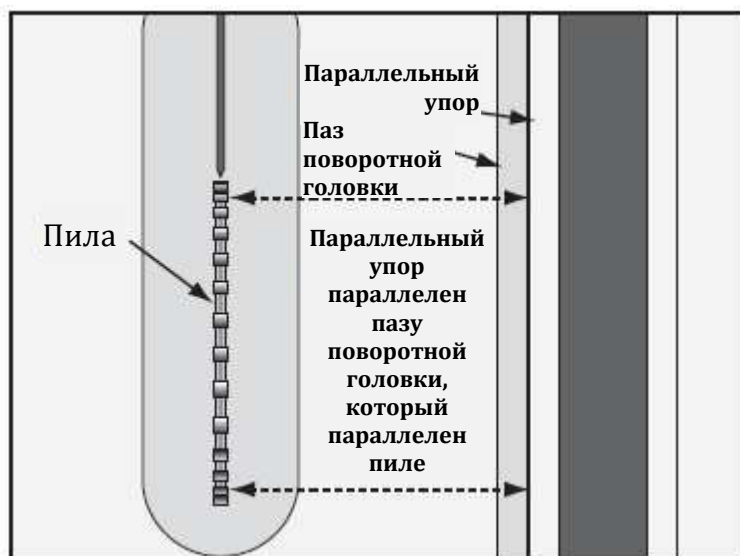 Параллельный
упор
Паз
поворотной
головки
Пила
Параллельный
упор
параллелен
пазу
поворотной
головки,
который
параллелен
пиле